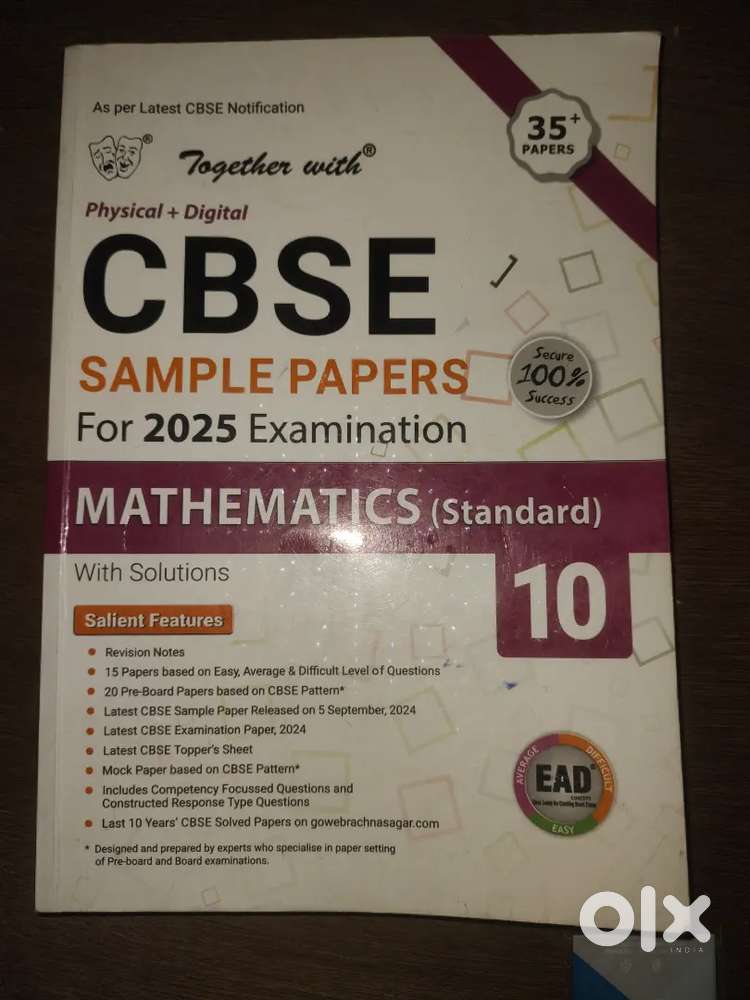 As per Latest CBSE Notification
35+
PAPERS
Together with®
Physical + Digital
CBSE
SAMPLE PAPERS
For 2025 Examination
Secure
100%
Success
MATHEMATICS (Standard)
10
With Solutions
Salient Features
• Revision Notes
• 15 Papers based on Easy, Average & Difficult Level of Questions
• 20 Pre-Board Papers based on CBSE Pattern*
• Latest CBSE Sample Paper Released on 5 September, 2024
• Latest CBSE Examination Paper, 2024
• Latest CBSE Topper's Sheet
• Mock Paper based on CBSE Pattern*
• Includes Competency Focussed Questions and
Constructed Response Type Questions
• Last 10 Years' CBSE Solved Papers on gowebrachnasagar.com
* Designed and prepared by experts who specialise in paper setting
of Pre-board and Board examinations.
AVERAGE
DIFFICULT
EAD
EASY
olx
INDIA